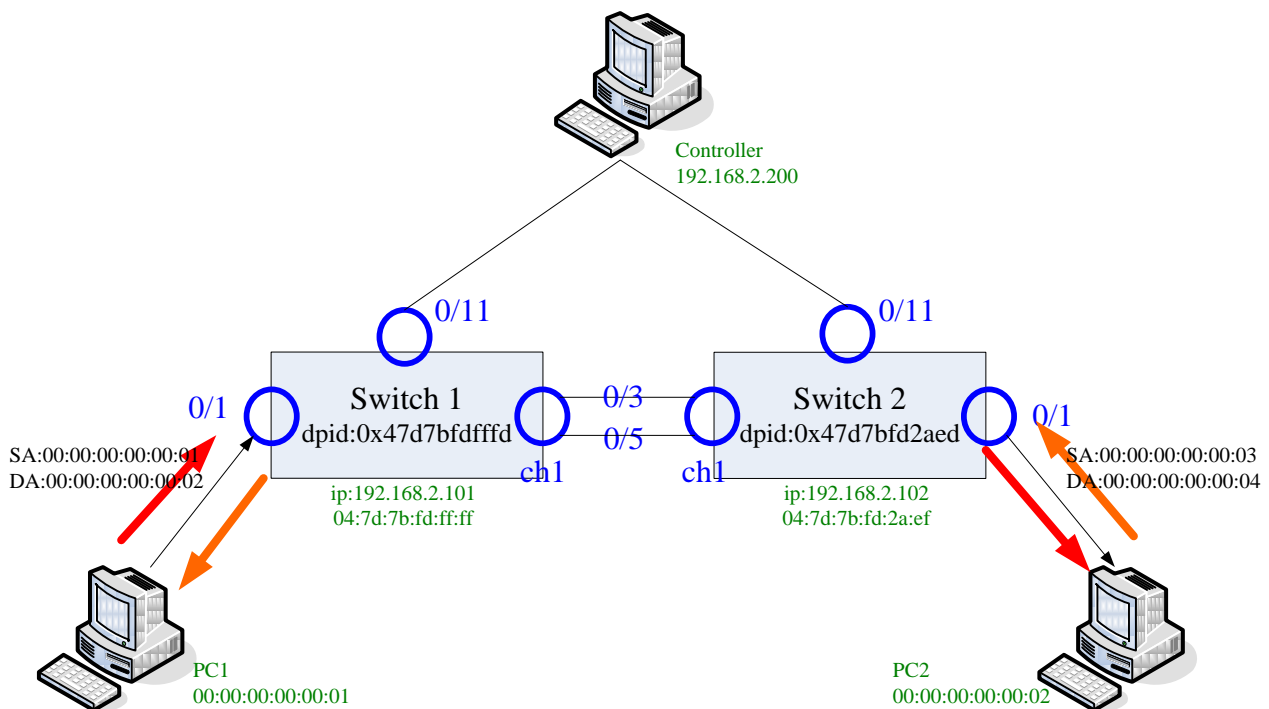 Controller
192.168.2.200
0/11
0/11
Switch 1
dpid:0x47d7bfdfffd
0/1
0/3
0/5
ch1
ch1
Switch 2
dpid:0x47d7bfd2aed
0/1
SA:00:00:00:00:00:01
DA:00:00:00:00:00:02
SA:00:00:00:00:00:03
DA:00:00:00:00:00:04
ip:192.168.2.101
04:7d:7b:fd:ff:ff
ip:192.168.2.102
04:7d:7b:fd:2a:ef
PC1
00:00:00:00:00:01
PC2
00:00:00:00:00:02